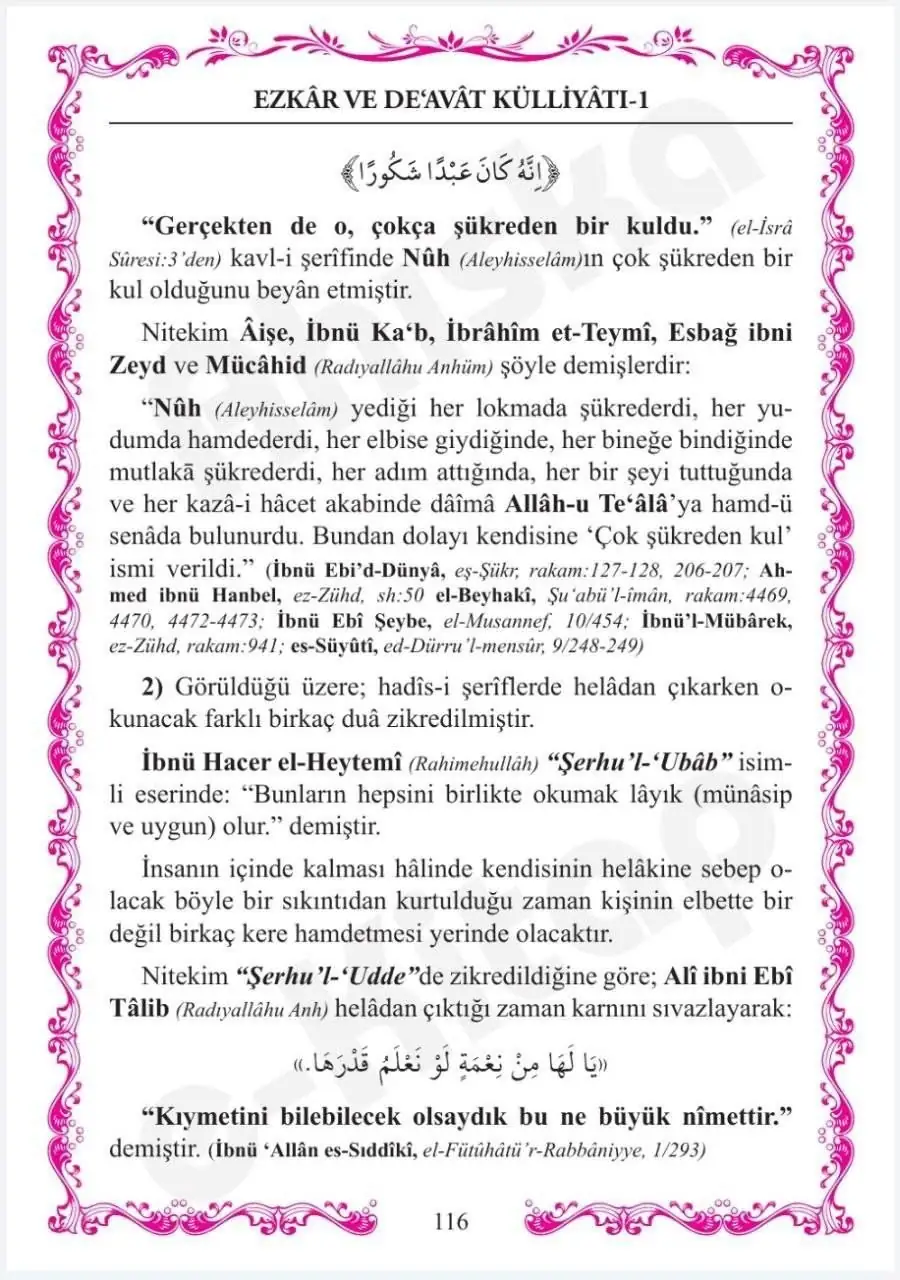 EZKÂR VE DE‘AVÂT KÜLLİYÂTI-1
﴿اِنَّهُ كَانَ عَبْدًا شَكُورًا﴾
“Gerçekten de o, çokça şükreden bir kuldu.” (el-İsrâ
Sûresi:3’den) kavl-i şerîfinde Nûh (Aleyhisselâm)ın çok şükreden bir
kul olduğunu beyân etmiştir.
Nitekim Âişe, İbnü Ka‘b, İbrâhîm et-Teymî, Esbağ ibni
Zeyd ve Mücâhid (Radıyallâhu Anhüm) şöyle demişlerdir:
“Nûh (Aleyhisselâm) yediği her lokmada şükrederdi, her yu-
dumda hamdederdi, her elbise giydiğinde, her bineğe bindiğinde
mutlakā şükrederdi, her adım attığında, her bir şeyi tuttuğunda
ve her kazâ-i hâcet akabinde dâîmâ Allâh-u Te‘âlâ’ya hamd-ü
senâda bulunurdu. Bundan dolayı kendisine ‘Çok şükreden kul’
ismi verildi.” (İbnü Ebi’d-Dünyâ, eş-Şükr, rakam:127-128, 206-207; Ah-
med ibnü Hanbel, ez-Zühd, sh:50 el-Beyhakî, Şu‘abü’l-îmân, rakam:4469,
4470, 4472-4473; İbnü Ebî Şeybe, el-Musannef, 10/454; İbnü’l-Mübârek,
ez-Zühd, rakam:941; es-Süyûtî, ed-Dürru’l-mensûr, 9/248-249)
2) Görüldüğü üzere; hadîs-i şerîflerde helâdan çıkarken o-
kunacak farklı birkaç duâ zikredilmiştir.
İbnü Hacer el-Heytemî (Rahimehullâh) “Şerhu’l-‘Ubâb” isim-
li eserinde: “Bunların hepsini birlikte okumak lâyık (münâsip
ve uygun) olur.” demiştir.
İnsanın içinde kalması hâlinde kendisinin helâkine sebep o-
lacak böyle bir sıkıntıdan kurtulduğu zaman kişinin elbette bir
değil birkaç kere hamdetmesi yerinde olacaktır.
Nitekim “Şerhu’l-‘Udde”de zikredildiğine göre; Alî ibni Ebî
Tâlib (Radıyallâhu Anh) helâdan çıktığı zaman karnını sıvazlayarak:
«يَا لَهَا مِنْ نِعْمَةٍ لَوْ نَعْلَمُ قَدْرَهَا.»
“Kıymetini bilebilecek olsaydık bu ne büyük nîmettir.”
demiştir. (İbnü ‘Allân es-Sıddîkî, el-Fütûhâtü’r-Rabbâniyye, 1/293)
116
Ahıska
e-kitap